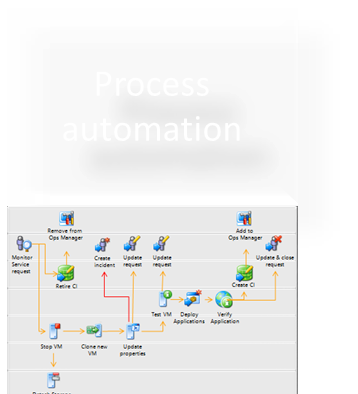 Process
automation
Remove from
Ops Manager
Add to
Ops Manager
Monitor
Service
request
Retire CI
Create
incident
Update
request
Update
request
Create CI
Update & close
request
Test VM
Deploy
Applications
Verify
Application
Stop VM
Clone new
VM
Update
properties